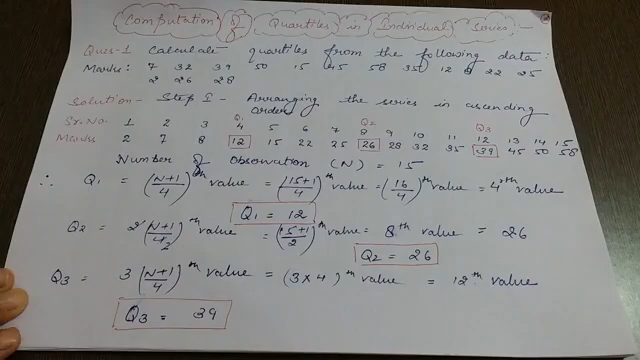 Computation of Quartiles in Individual Series :-
Ques-1 Calculate quartiles from the following data:
Marks: 7 32 39 50 15 45 58 35 12 8 22 25
2 26 28
Solution - Step I - Arranging the series in ascending order
Q1 Q2 Q3
Sr.No. 1 2 3 4 5 6 7 8 9 10 11 12 13 14 15
Marks 2 7 8 12 15 22 25 26 28 32 35 39 45 50 58
Number of Observation (N) = 15
∴ Q1 = (N+1/4)th value = (15+1/4)th value = (16/4)th value = 4th value
Q1 = 12
Q2 = 2(N+1/4 2)th value = (15+1/2)th value = 8th value = 26
Q2 = 26
Q3 = 3(N+1/4)th value = (3×4)th value = 12th value
Q3 = 39